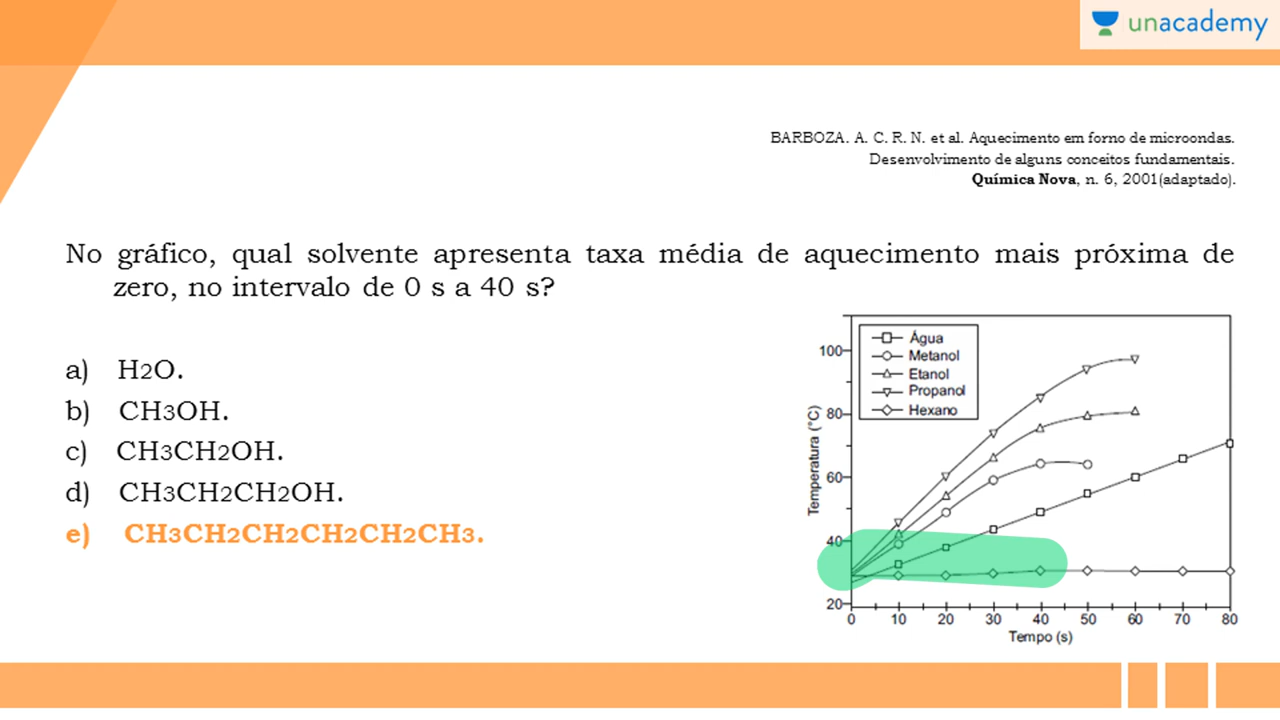 unacademy
BARBOZA. A. C. R. N. et al. Aquecimento em forno de microondas.
Desenvolvimento de alguns conceitos fundamentais.
Química Nova, n. 6, 2001(adaptado).
No gráfico, qual solvente apresenta taxa média de aquecimento mais próxima de
zero, no intervalo de 0 s a 40 s?
a) H2O.
b) CH3OH.
c) CH3CH2OH.
d) CH3CH2CH2OH.
e) CH3CH2CH2CH2CH2CH3.
Água
Metanol
Etanol
Propanol
Hexano
Temperatura (°C)
100
80
60
40
20
0 10 20 30 40 50 60 70 80
Tempo (s)